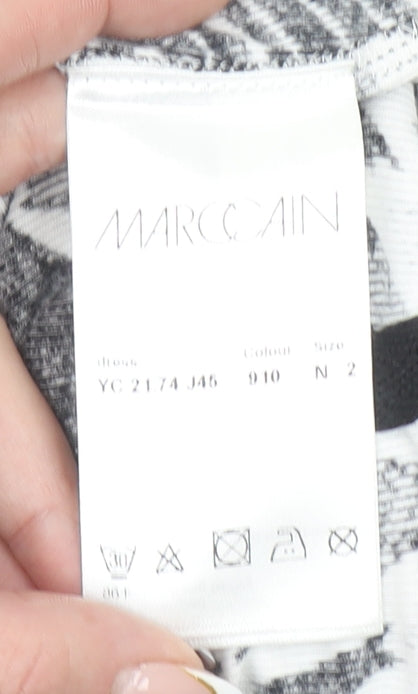 MARCCAIN
dress Colour Size
YC 21 74 J45 910 N 2
30